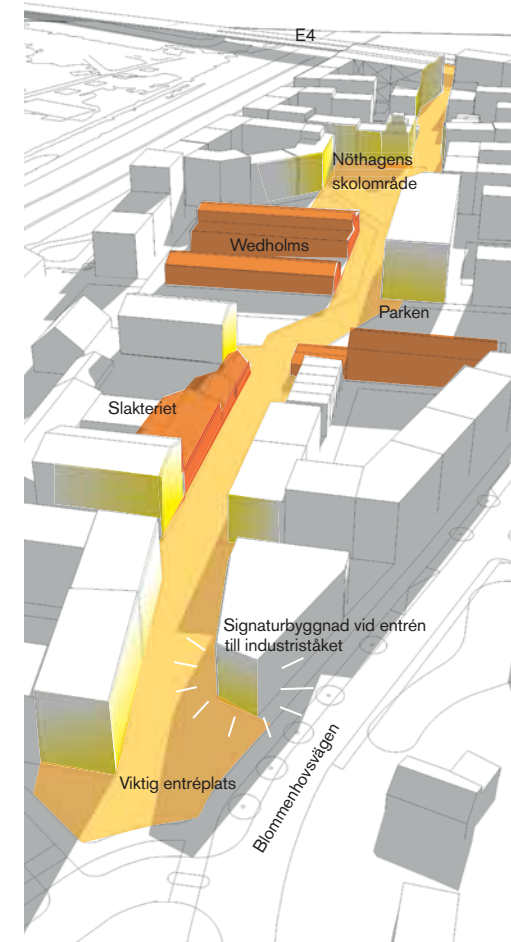 E4
Nöthagens
skolområde
Wedholms
Parken
Slakteriet
Signaturbyggnad vid entrén
till industriståket
Viktig entréplats
Blommenhovsvägen